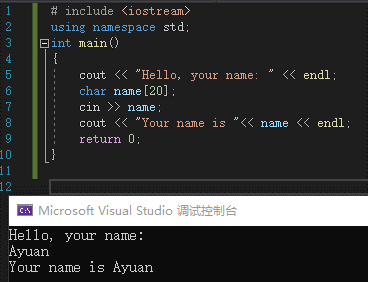 1 # include <iostream>
2 using namespace std;
3 int main()
4 {
5 cout << "Hello, your name: " << endl;
6 char name[20];
7 cin >> name;
8 cout << "Your name is "<< name << endl;
9 return 0;
10 }
11
12
Microsoft Visual Studio 调试控制台
Hello, your name:
Ayuan
Your name is Ayuan